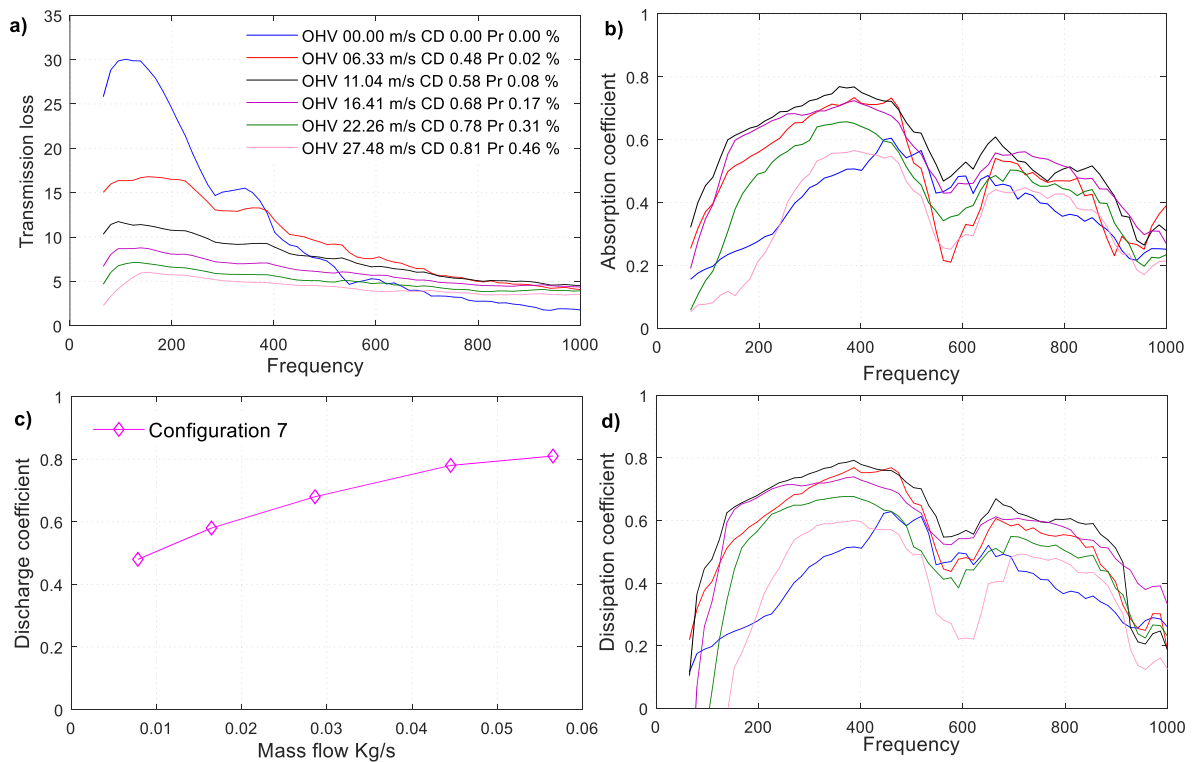 a)
35
30
25
20
15
10
5
0
Transmission loss
OHV 00.00 m/s CD 0.00 Pr 0.00 %
OHV 06.33 m/s CD 0.48 Pr 0.02 %
OHV 11.04 m/s CD 0.58 Pr 0.08 %
OHV 16.41 m/s CD 0.68 Pr 0.17 %
OHV 22.26 m/s CD 0.78 Pr 0.31 %
OHV 27.48 m/s CD 0.81 Pr 0.46 %
0 200 400 600 800 1000
Frequency
b)
1
0.8
0.6
0.4
0.2
0
Absorption coefficient
0 200 400 600 800 1000
Frequency
c)
1
0.8
0.6
0.4
0.2
0
Discharge coefficient
Configuration 7
0 0.01 0.02 0.03 0.04 0.05 0.06
Mass flow Kg/s
d)
1
0.8
0.6
0.4
0.2
0
Dissipation coefficient
0 200 400 600 800 1000
Frequency